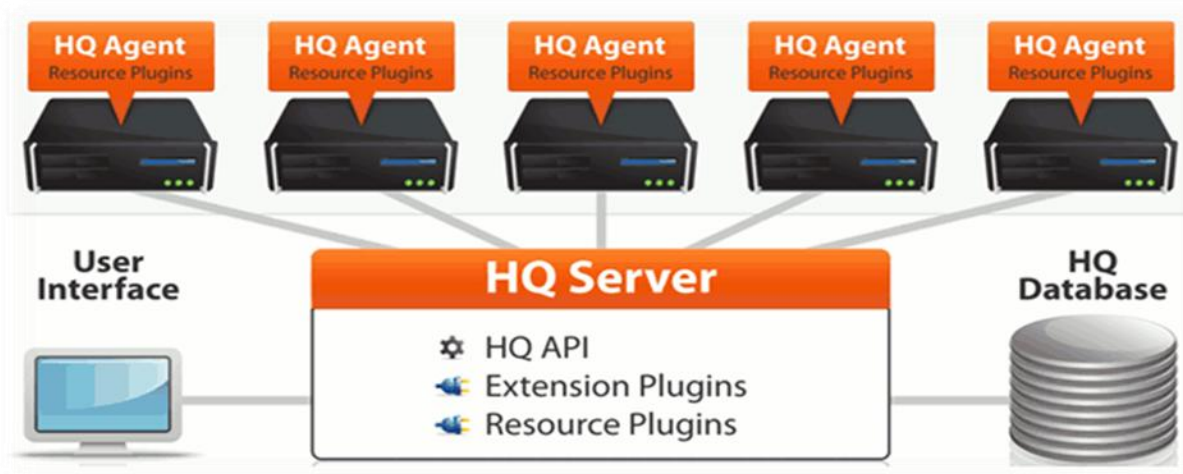 HQ Agent
Resource Plugins
HQ Agent
Resource Plugins
HQ Agent
Resource Plugins
HQ Agent
Resource Plugins
HQ Agent
Resource Plugins
User
Interface
HQ Server
HQ API
Extension Plugins
Resource Plugins
HQ
Database